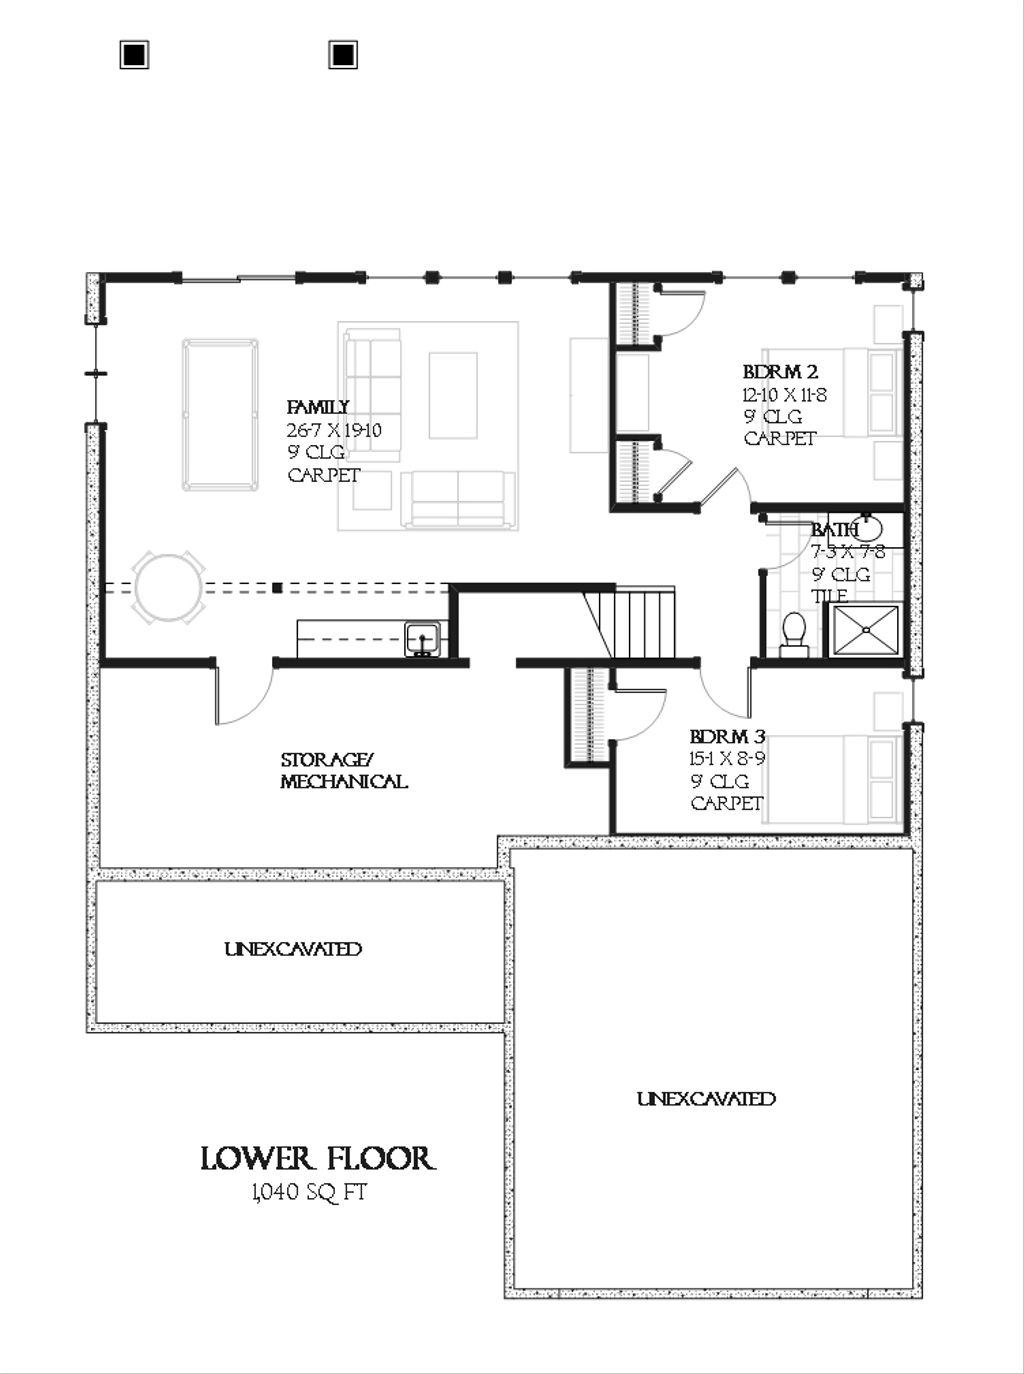 FAMILY
26-7 X 19-10
9' CLG
CARPET
BDRM 2
12-10 X 11-8
9' CLG
CARPET
BATH
7-3 X 7-8
9' CLG
TILE
BDRM 3
15-1 X 8-9
9' CLG
CARPET
STORAGE/
MECHANICAL
UNEXCAVATED
UNEXCAVATED
LOWER FLOOR
1,040 SQ FT